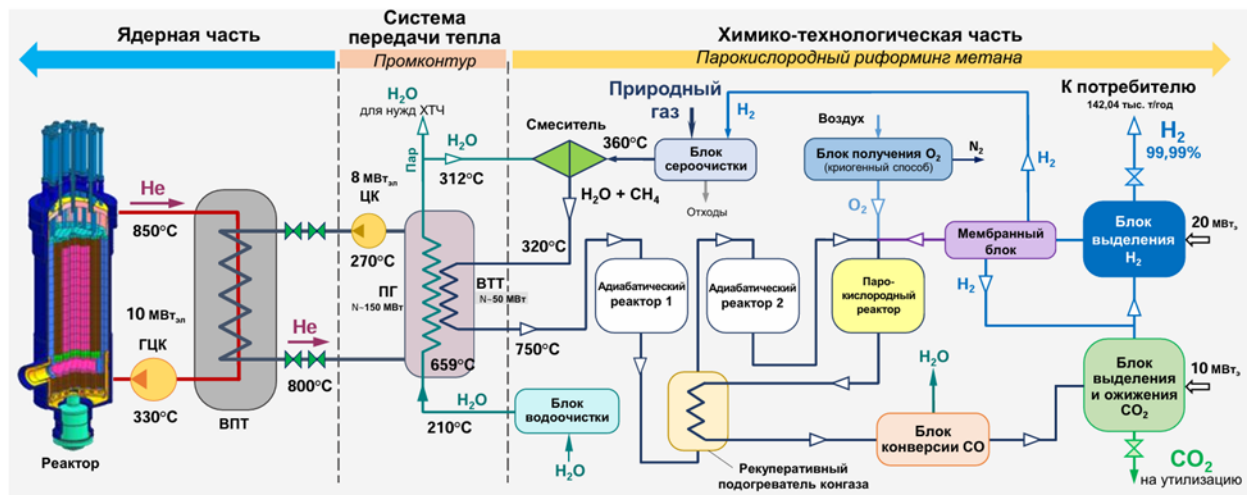 Ядерная часть
Система
передачи тепла
Промконтур
Химико-технологическая часть
Парокислородный риформинг метана
H₂O
для нужд ХТЧ
Пар
H₂O
312°C
Смеситель
360°C
Природный
газ
H₂
Блок
сероочистки
Отходы
Воздух
Блок получения O₂
(криогенный способ)
N₂
O₂
H₂
К потребителю
142,04 тыс. т/год
H₂
99,99%
He
850°C
8 МВтэл
ЦК
270°C
H₂O + CH₄
320°C
Мембранный
блок
H₂
Блок
выделения
H₂
20 МВтэ
ПГ
N~150 МВт
ВТТ
N~50 МВт
Адиабатический
реактор 1
Адиабатический
реактор 2
Паро-
кислородный
реактор
10 МВтэл
ГЦК
330°C
He
800°C
659°C
750°C
ВПТ
Реактор
H₂O
210°C
Блок
водоочистки
H₂O
Рекуперативный
подогреватель конгаза
H₂O
Блок
конверсии CO
Блок
выделения
и ожижения
CO₂
10 МВтэ
CO₂
на утилизацию